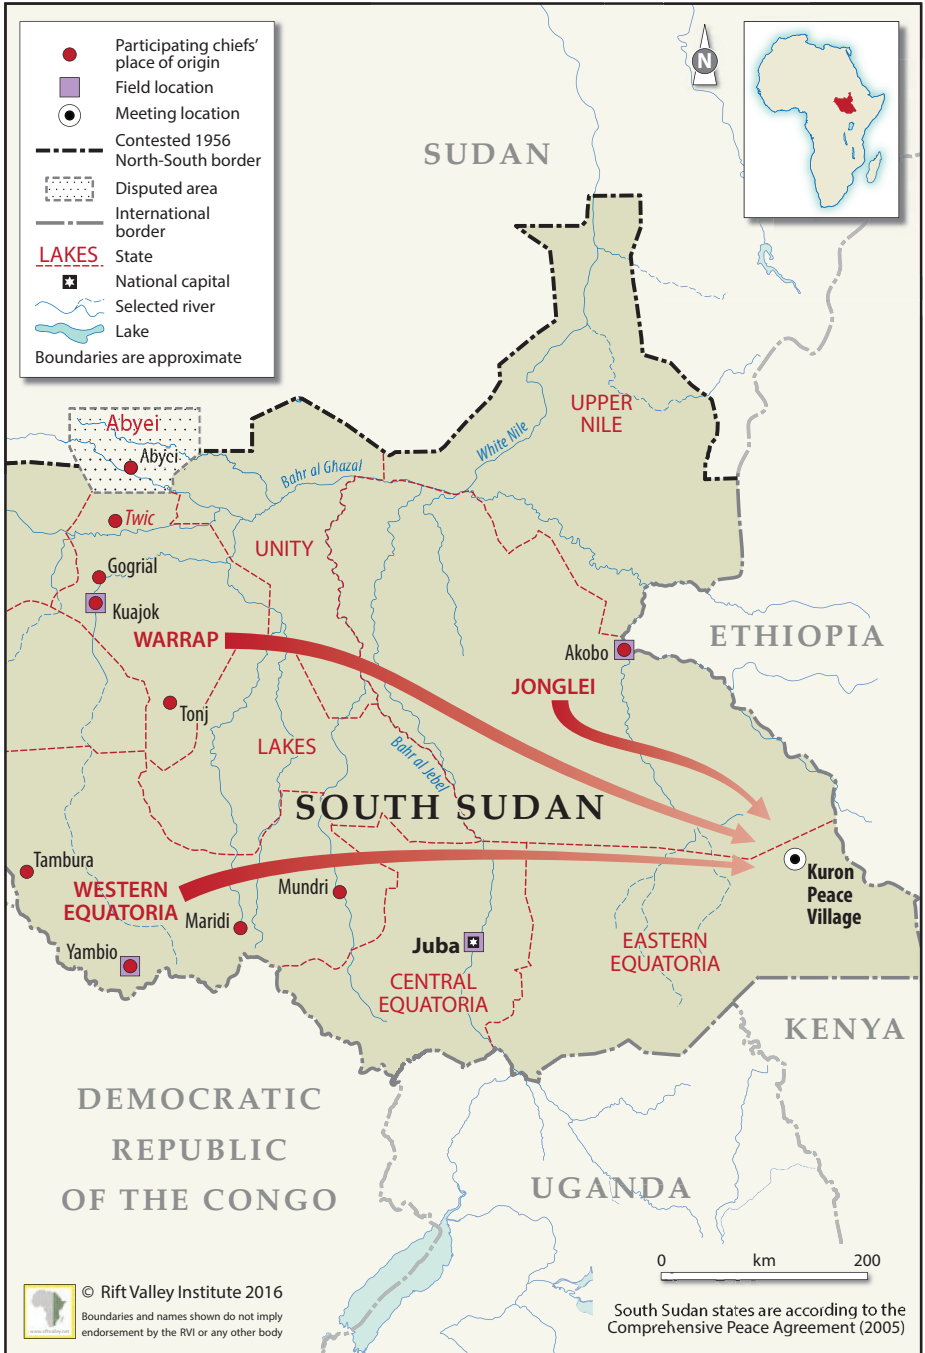 Participating chiefs'
place of origin
Field location
Meeting location
Contested 1956
North-South border
Disputed area
International
border
LAKES
State
National capital
Selected river
Lake
Boundaries are approximate
N
SUDAN
UPPER
NILE
White Nile
Abyei
Abyei
Bahr al Ghazal
Twic
UNITY
Gogrial
Kuajok
WARRAP
ETHIOPIA
Akobo
JONGLEI
Tonj
LAKES
Bahr al Jebel
SOUTH SUDAN
Tambura
WESTERN
EQUATORIA
Mundri
Maridi
Kuron
Peace
Village
Yambio
Juba
EASTERN
EQUATORIA
CENTRAL
EQUATORIA
KENYA
DEMOCRATIC
REPUBLIC
OF THE CONGO
UGANDA
0 km 200
© Rift Valley Institute 2016
Boundaries and names shown do not imply
endorsement by the RVI or any other body
www.riftvalley.net
South Sudan states are according to the
Comprehensive Peace Agreement (2005)